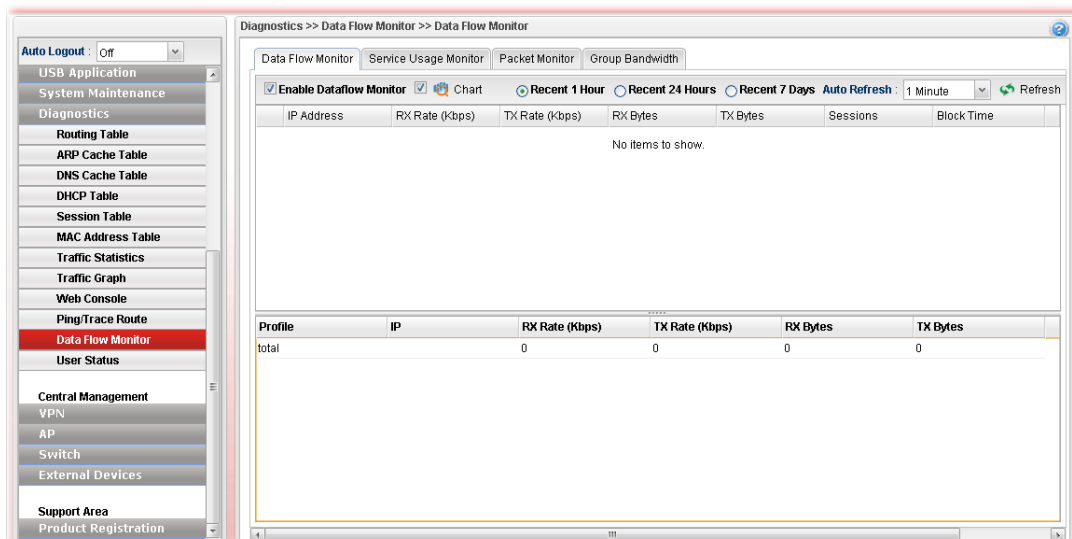 Diagnostics >> Data Flow Monitor >> Data Flow Monitor
Auto Logout : Off
USB Application
System Maintenance
Diagnostics
Routing Table
ARP Cache Table
DNS Cache Table
DHCP Table
Session Table
MAC Address Table
Traffic Statistics
Traffic Graph
Web Console
Ping/Trace Route
Data Flow Monitor
User Status
Central Management
VPN
AP
Switch
External Devices
Support Area
Product Registration
Data Flow Monitor Service Usage Monitor Packet Monitor Group Bandwidth
Enable Dataflow Monitor Chart Recent 1 Hour Recent 24 Hours Recent 7 Days Auto Refresh : 1 Minute Refresh
IP Address RX Rate (Kbps) TX Rate (Kbps) RX Bytes TX Bytes Sessions Block Time
No items to show.
Profile IP RX Rate (Kbps) TX Rate (Kbps) RX Bytes TX Bytes
total 0 0 0 0